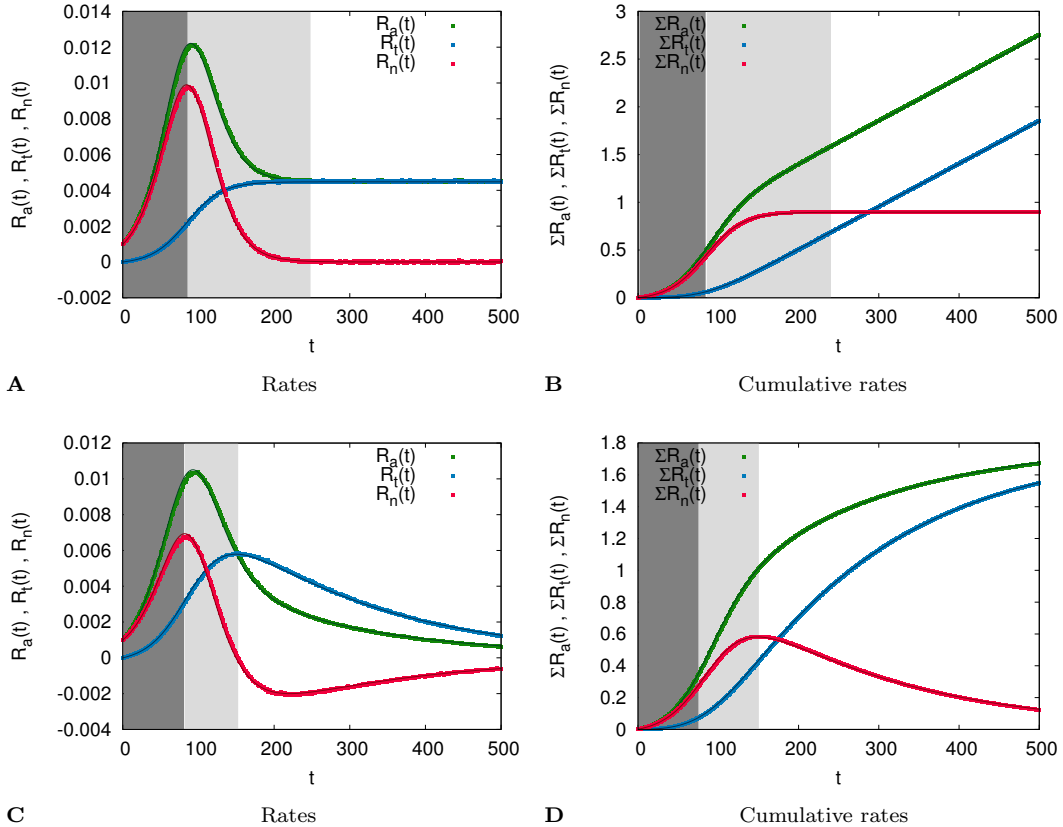 R_a(t) , R_t(t) , R_n(t)
0.014
0.012
0.01
0.008
0.006
0.004
0.002
0
-0.002
0 100 200 300 400 500
t
R_a(t)
R_t(t)
R_n(t)
A Rates
ΣR_a(t) , ΣR_t(t) , ΣR_n(t)
3
2.5
2
1.5
1
0.5
0
0 100 200 300 400 500
t
ΣR_a(t)
ΣR_t(t)
ΣR_n(t)
B Cumulative rates
R_a(t) , R_t(t) , R_n(t)
0.012
0.01
0.008
0.006
0.004
0.002
0
-0.002
-0.004
0 100 200 300 400 500
t
R_a(t)
R_t(t)
R_n(t)
C Rates
ΣR_a(t) , ΣR_t(t) , ΣR_n(t)
1.8
1.6
1.4
1.2
1
0.8
0.6
0.4
0.2
0
0 100 200 300 400 500
t
ΣR_a(t)
ΣR_t(t)
ΣR_n(t)
D Cumulative rates